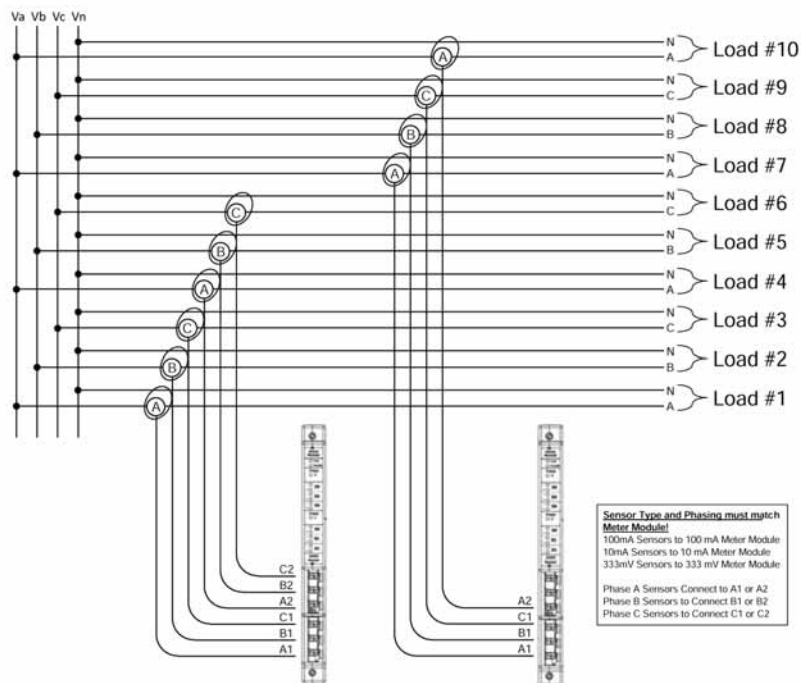 Va Vb Vc Vn
N
A
Load #10
A
N
C
Load #9
C
N
B
Load #8
B
N
A
Load #7
A
N
C
Load #6
C
N
B
Load #5
B
N
A
Load #4
A
N
C
Load #3
C
N
B
Load #2
B
N
A
Load #1
A
C2
B2
A2
C1
B1
A1
A2
C1
B1
A1
Sensor Type and Phasing must match
Meter Module!
100mA Sensors to 100 mA Meter Module
10mA Sensors to 10 mA Meter Module
333mV Sensors to 333 mV Meter Module
Phase A Sensors Connect to A1 or A2
Phase B Sensors to Connect B1 or B2
Phase C Sensors to Connect C1 or C2